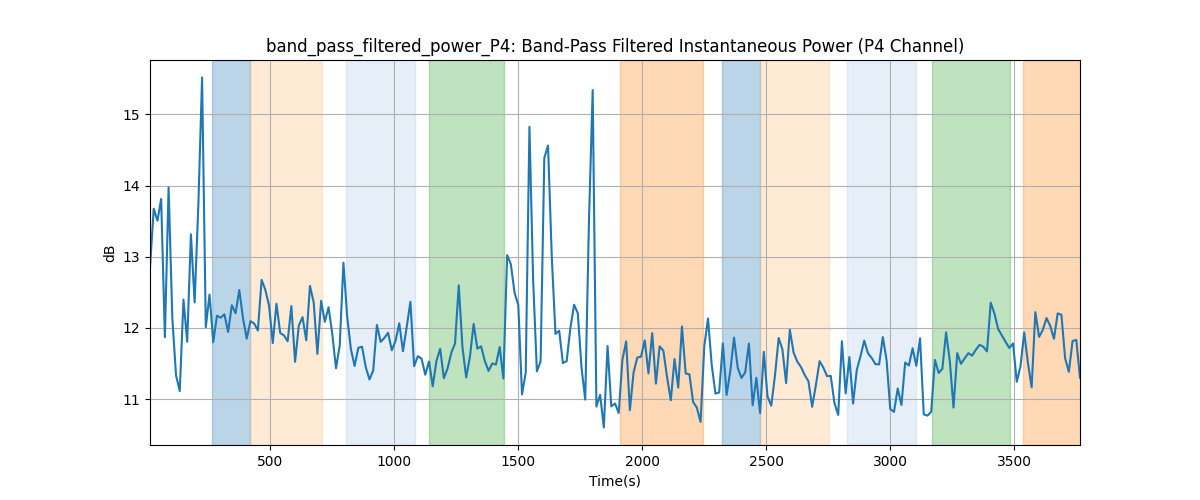 band_pass_filtered_power_P4: Band-Pass Filtered Instantaneous Power (P4 Channel)
dB
15
14
13
12
11
500 1000 1500 2000 2500 3000 3500
Time(s)